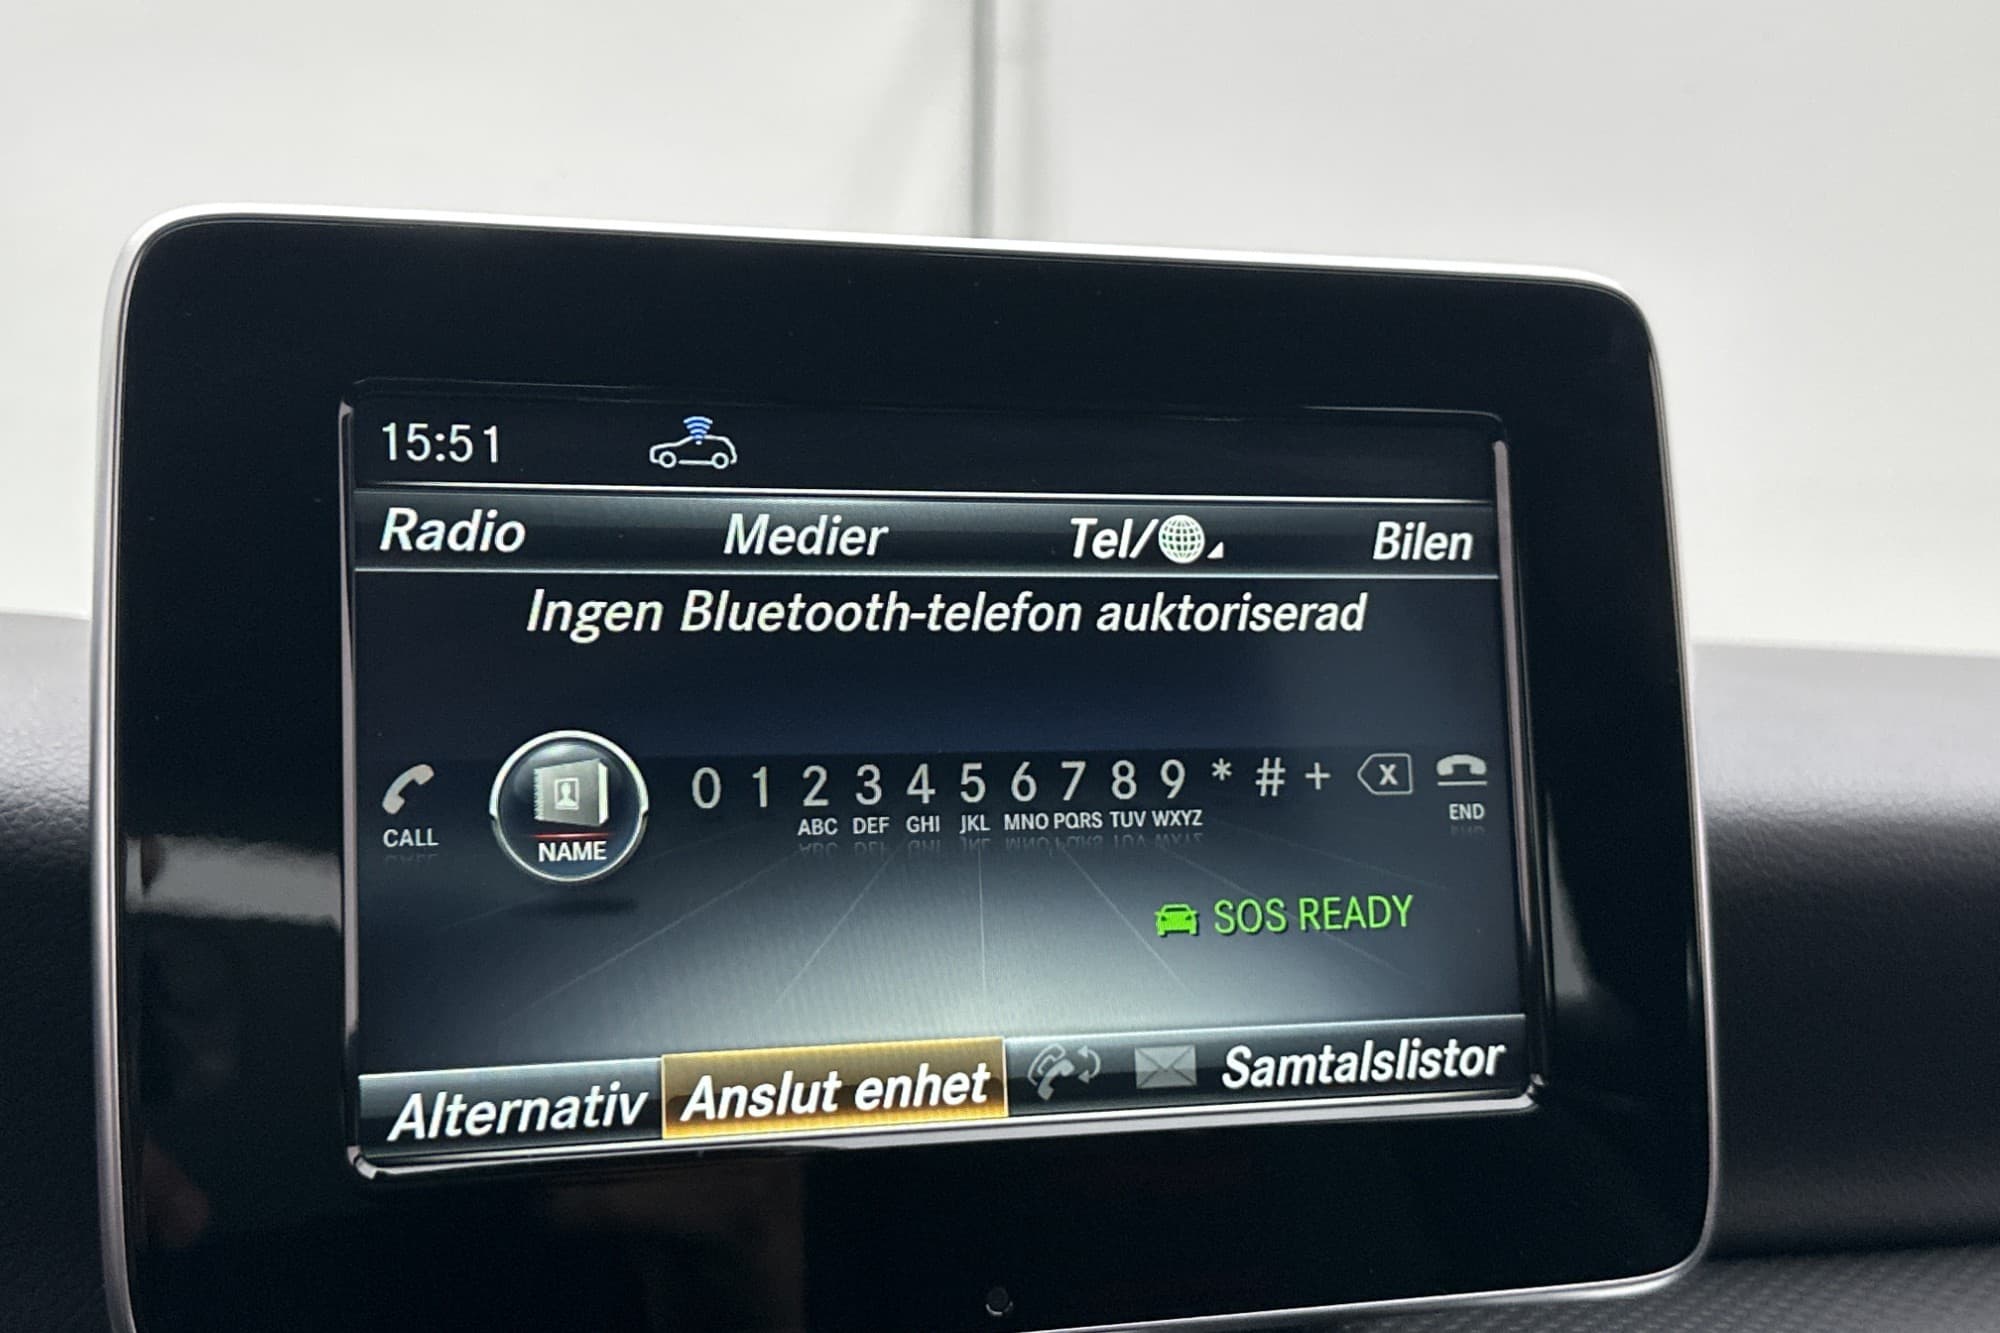 15:51
Radio Medier Tel/ Bilen
Ingen Bluetooth-telefon auktoriserad
0 1 2 3 4 5 6 7 8 9 * # + X
CALL NAME ABC DEF GHI JKL MNO PQRS TUV WXYZ END
SOS READY
Alternativ Anslut enhet Samtalslistor